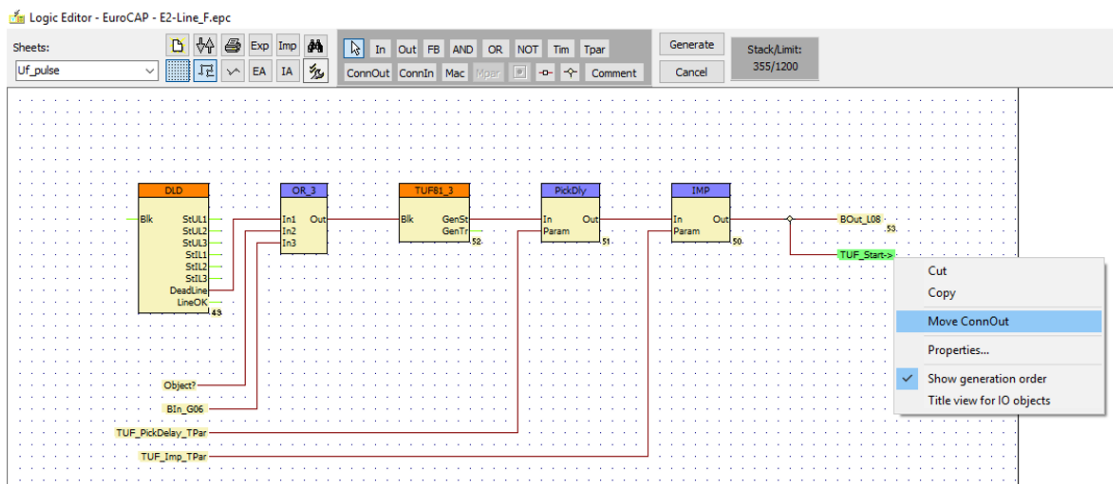 Logic Editor - EuroCAP - E2-Line_F.epc
Sheets:
Uf_pulse
Exp Imp
EA IA
In Out FB AND OR NOT Tim Tpar
ConnOut ConnIn Mac Mpar Comment
Generate
Cancel
Stack/Limit:
355/1200
DLD
Blk StUL1
StUL2
StUL3
StIL1
StIL2
StIL3
DeadLine
LineOK
49
OR_3
In1 Out
In2
In3
TUF81_3
Blk GenSt
GenTr
52
PickDly
In Out
Param
51
IMP
In Out
Param
50
BOut_L08
53
TUF_Start->
Object?
BIn_G06
TUF_PickDelay_TPar
TUF_Imp_TPar
Cut
Copy
Move ConnOut
Properties...
Show generation order
Title view for IO objects